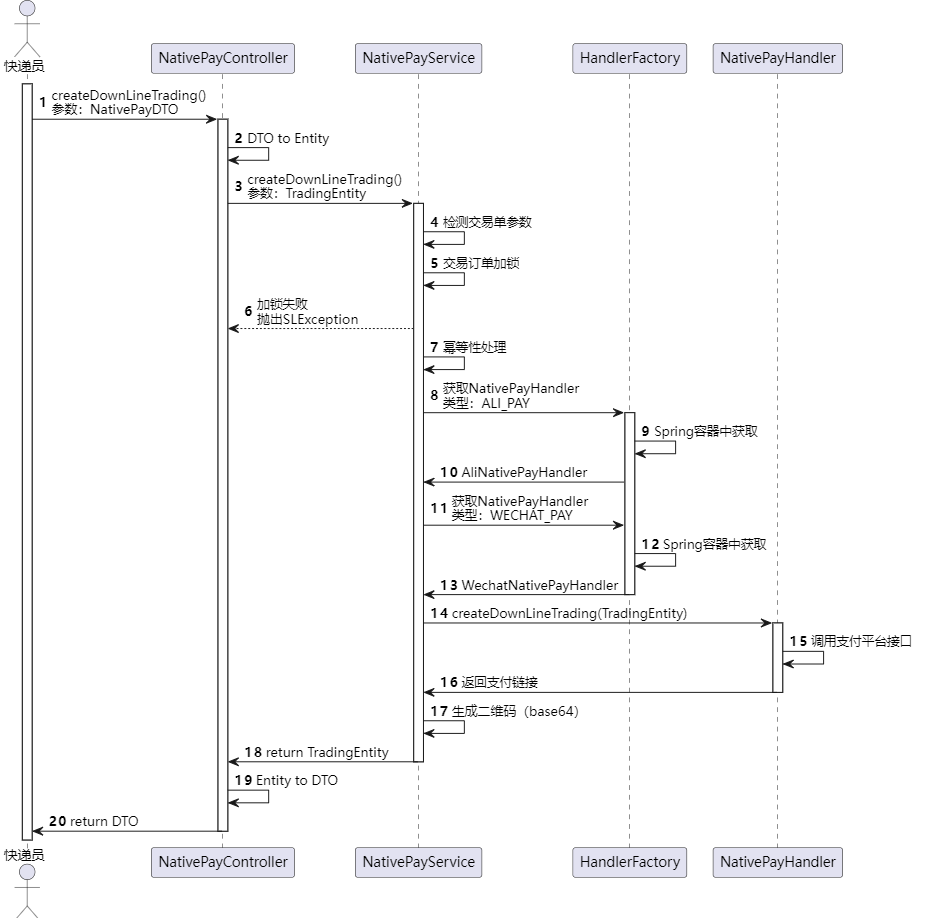 快递员
NativePayController
NativePayService
HandlerFactory
NativePayHandler
1 createDownLineTrading()
参数：NativePayDTO
2 DTO to Entity
3 createDownLineTrading()
参数：TradingEntity
4 检测交易单参数
5 交易订单加锁
6 加锁失败
抛出SLException
7 幂等性处理
8 获取NativePayHandler
类型：ALI_PAY
9 Spring容器中获取
10 AliNativePayHandler
11 获取NativePayHandler
类型：WECHAT_PAY
12 Spring容器中获取
13 WechatNativePayHandler
14 createDownLineTrading(TradingEntity)
15 调用支付平台接口
16 返回支付链接
17 生成二维码（base64）
18 return TradingEntity
19 Entity to DTO
20 return DTO
快递员
NativePayController
NativePayService
HandlerFactory
NativePayHandler